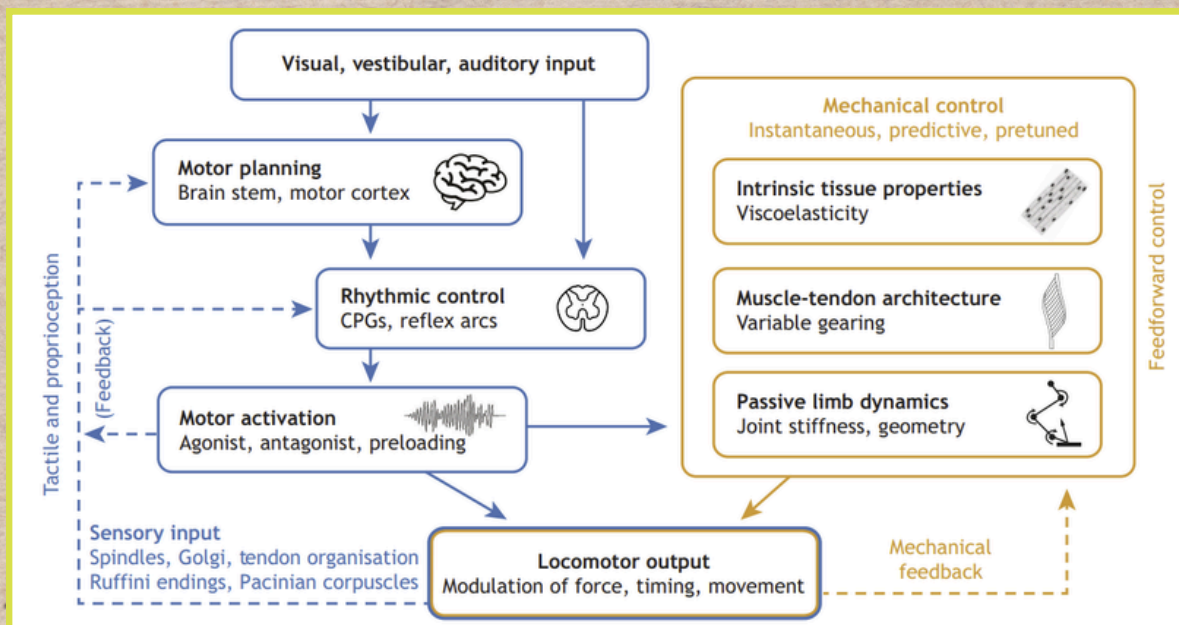 Visual, vestibular, auditory input
Motor planning
Brain stem, motor cortex
Rhythmic control
CPGs, reflex arcs
Motor activation
Agonist, antagonist, preloading
Tactile and proprioception
(Feedback)
Sensory input
Spindles, Golgi, tendon organisation
Ruffini endings, Pacinian corpuscles
Mechanical control
Instantaneous, predictive, pretuned
Intrinsic tissue properties
Viscoelasticity
Muscle-tendon architecture
Variable gearing
Passive limb dynamics
Joint stiffness, geometry
Feedforward control
Locomotor output
Modulation of force, timing, movement
Mechanical
feedback